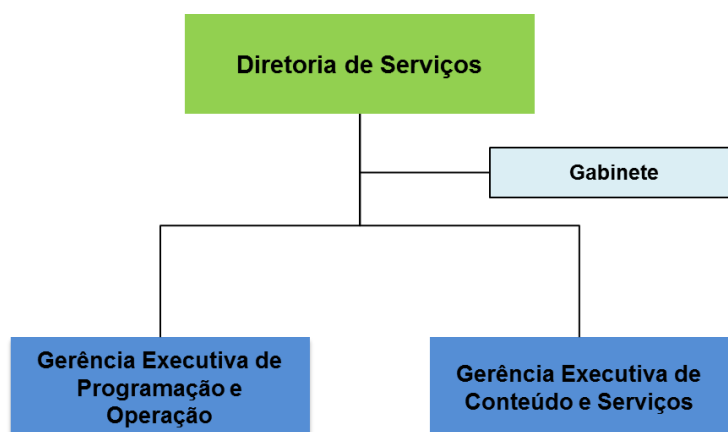 Diretoria de Serviços
Gabinete
Gerência Executiva de
Programação e
Operação
Gerência Executiva de
Conteúdo e Serviços